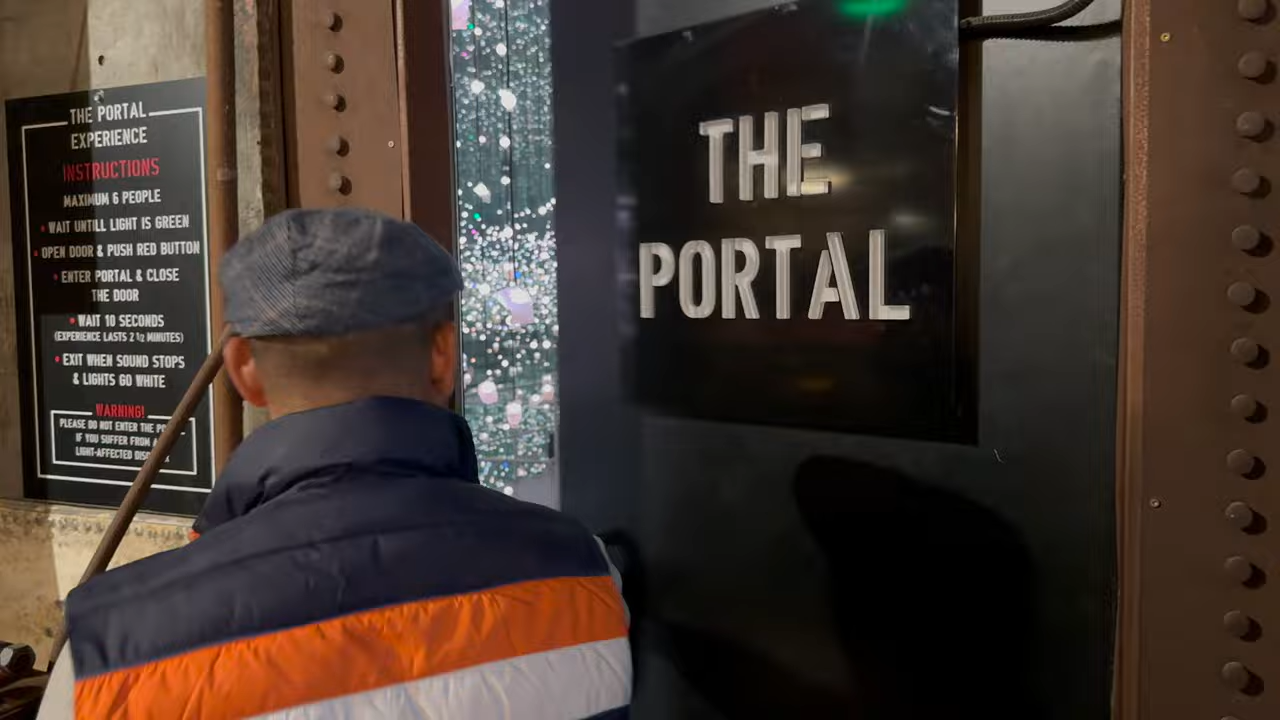 THE PORTAL
EXPERIENCE
INSTRUCTIONS
MAXIMUM 6 PEOPLE
• WAIT UNTILL LIGHT IS GREEN
• OPEN DOOR & PUSH RED BUTTON
• ENTER PORTAL & CLOSE
THE DOOR
• WAIT 10 SECONDS
(EXPERIENCE LASTS 2 1/2 MINUTES)
• EXIT WHEN SOUND STOPS
& LIGHTS GO WHITE
WARNING!
PLEASE DO NOT ENTER THE
IF YOU SUFFER FROM
LIGHT-AFFECTED
THE
PORTAL